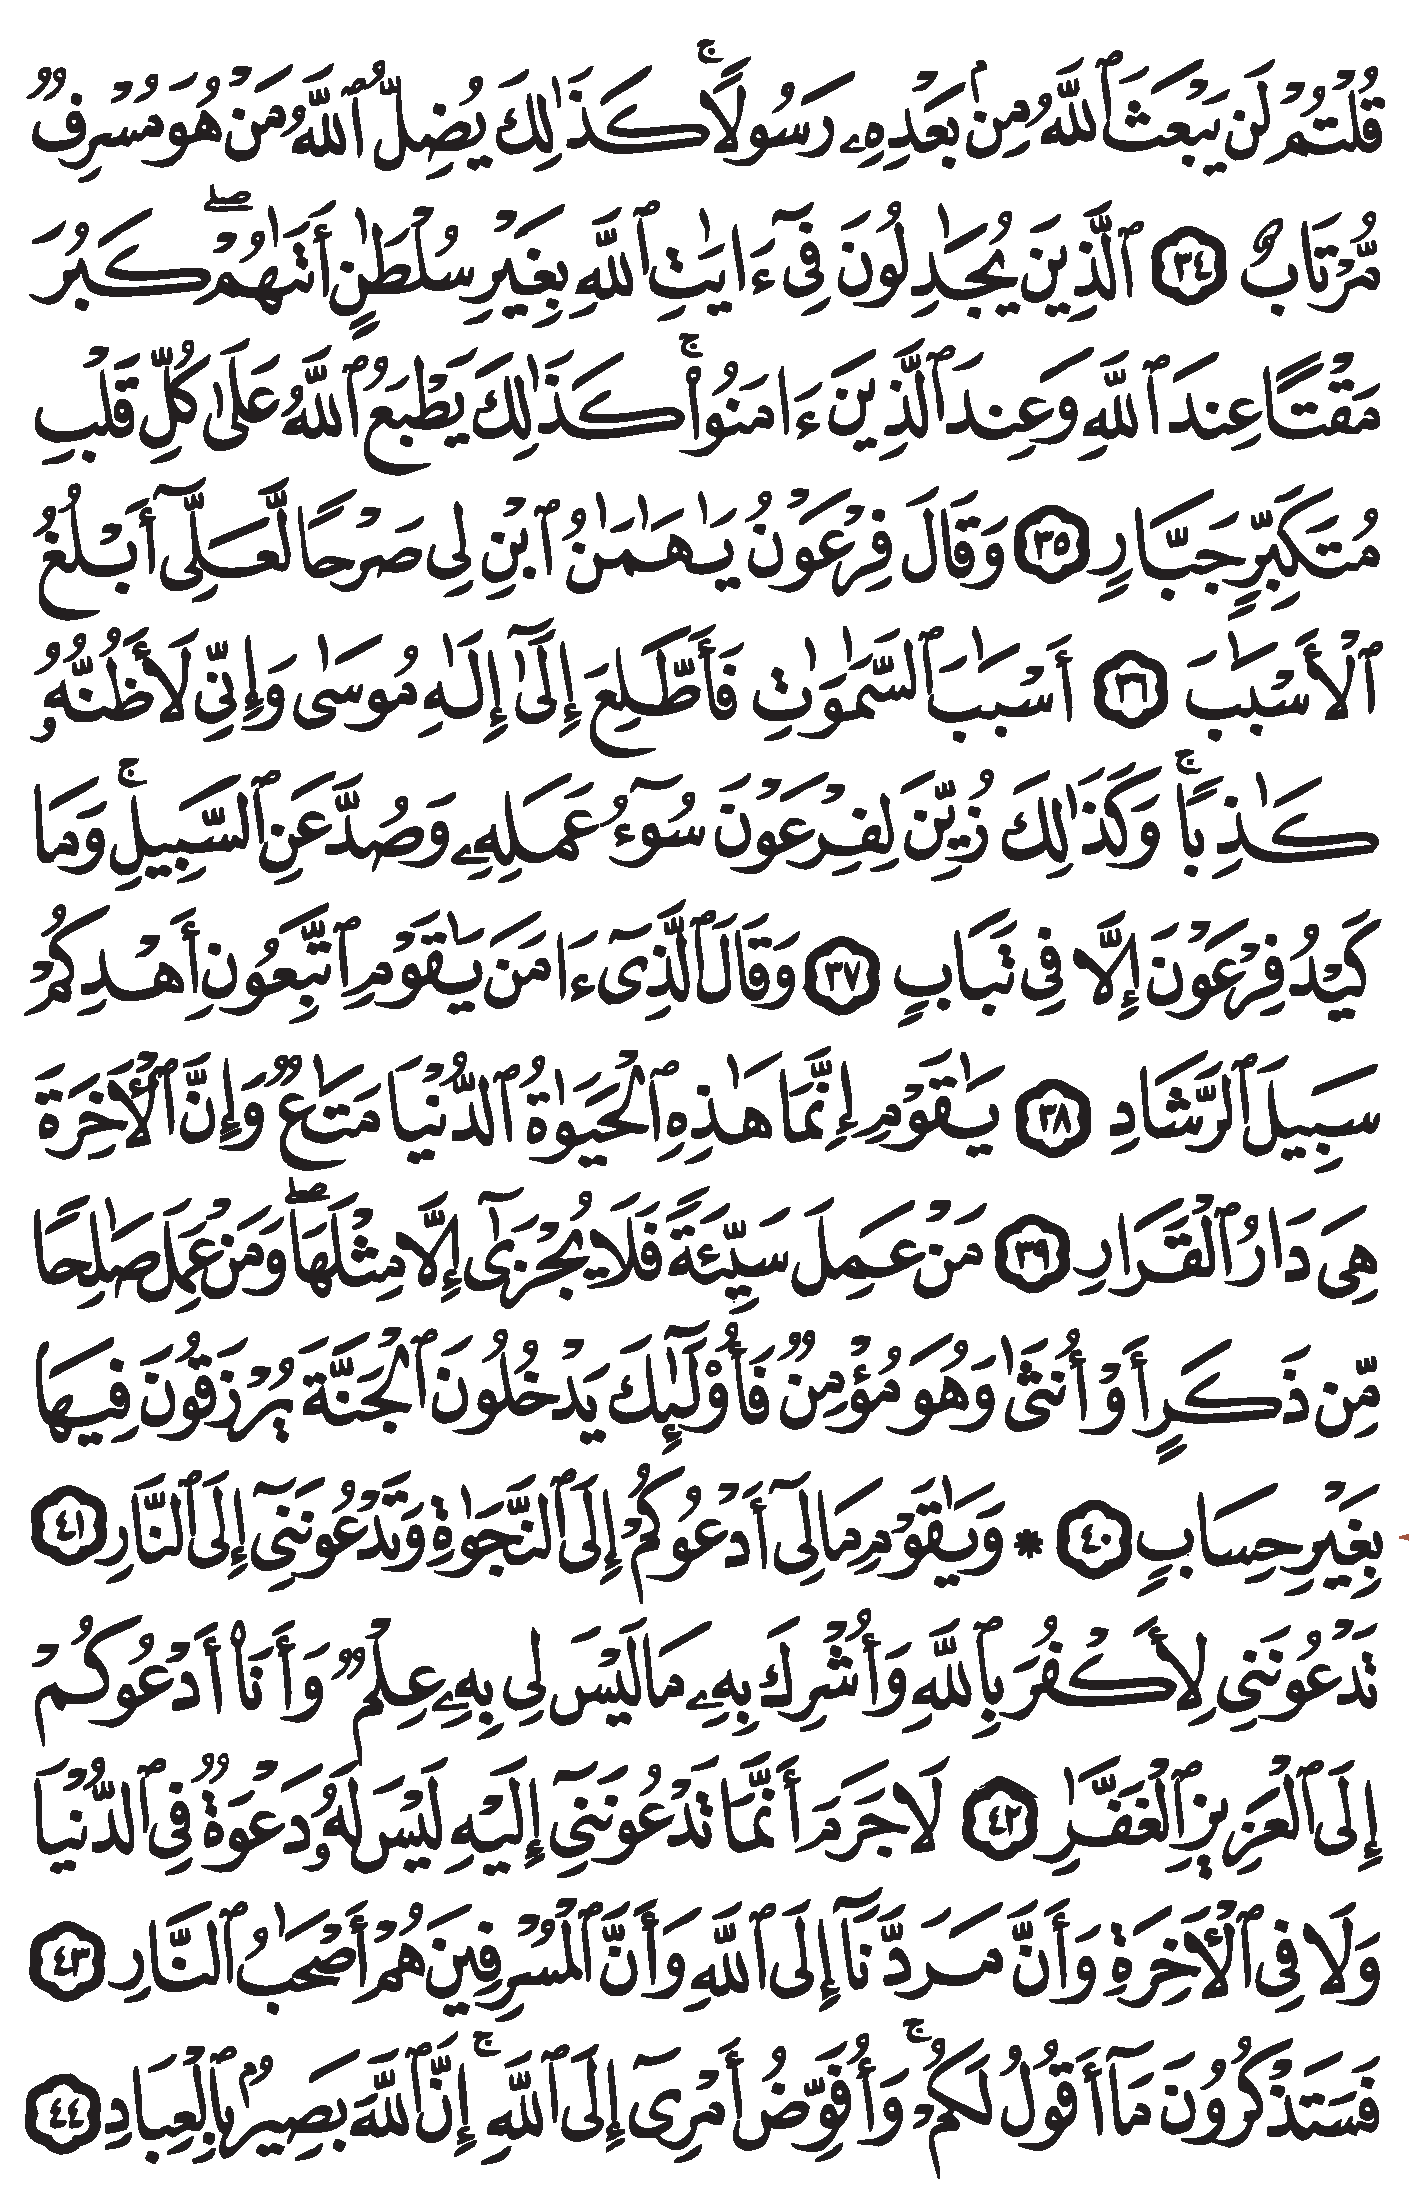 قُلْتُمْ لَن يَبْعَثَ ٱللَّهُ مِنۢ بَعْدِهِۦ رَسُولًاۚ كَذَٰلِكَ يُضِلُّ ٱللَّهُ مَنْ هُوَ مُسْرِفٌ
مُّرْتَابٌ ٣٤ ٱلَّذِينَ يُجَٰدِلُونَ فِىٓ ءَايَٰتِ ٱللَّهِ بِغَيْرِ سُلْطَٰنٍ أَتَىٰهُمْۖ كَبُرَ
مَقْتًا عِندَ ٱللَّهِ وَعِندَ ٱلَّذِينَ ءَامَنُوا۟ۚ كَذَٰلِكَ يَطْبَعُ ٱللَّهُ عَلَىٰ كُلِّ قَلْبِ
مُتَكَبِّرٍ جَبَّارٍ ٣٥ وَقَالَ فِرْعَوْنُ يَٰهَٰمَٰنُ ٱبْنِ لِى صَرْحًا لَّعَلِّىٓ أَبْلُغُ
ٱلْأَسْبَٰبَ ٣٦ أَسْبَٰبَ ٱلسَّمَٰوَٰتِ فَأَطَّلِعَ إِلَىٰٓ إِلَٰهِ مُوسَىٰ وَإِنِّى لَأَظُنُّهُۥ
كَٰذِبًاۚ وَكَذَٰلِكَ زُيِّنَ لِفِرْعَوْنَ سُوٓءُ عَمَلِهِۦ وَصُدَّ عَنِ ٱلسَّبِيلِۚ وَمَا
كَيْدُ فِرْعَوْنَ إِلَّا فِى تَبَابٍ ٣٧ وَقَالَ ٱلَّذِىٓ ءَامَنَ يَٰقَوْمِ ٱتَّبِعُونِ أَهْدِكُمْ
سَبِيلَ ٱلرَّشَادِ ٣٨ يَٰقَوْمِ إِنَّمَا هَٰذِهِ ٱلْحَيَوٰةُ ٱلدُّنْيَا مَتَٰعٌ وَإِنَّ ٱلْءَاخِرَةَ
هِىَ دَارُ ٱلْقَرَارِ ٣٩ مَنْ عَمِلَ سَيِّئَةً فَلَا يُجْزَىٰٓ إِلَّا مِثْلَهَاۖ وَمَنْ عَمِلَ صَٰلِحًا
مِّن ذَكَرٍ أَوْ أُنثَىٰ وَهُوَ مُؤْمِنٌ فَأُو۟لَٰٓئِكَ يَدْخُلُونَ ٱلْجَنَّةَ يُرْزَقُونَ فِيهَا
بِغَيْرِ حِسَابٍ ٤٠ * وَيَٰقَوْمِ مَا لِىٓ أَدْعُوكُمْ إِلَى ٱلنَّجَوٰةِ وَتَدْعُونَنِىٓ إِلَى ٱلنَّارِ ٤١
تَدْعُونَنِى لِأَكْفُرَ بِٱللَّهِ وَأُشْرِكَ بِهِۦ مَا لَيْسَ لِى بِهِۦ عِلْمٌ وَأَنَا۠ أَدْعُوكُمْ
إِلَى ٱلْعَزِيزِ ٱلْغَفَّٰرِ ٤٢ لَا جَرَمَ أَنَّمَا تَدْعُونَنِىٓ إِلَيْهِ لَيْسَ لَهُۥ دَعْوَةٌ فِى ٱلدُّنْيَا
وَلَا فِى ٱلْءَاخِرَةِ وَأَنَّ مَرَدَّنَآ إِلَى ٱللَّهِ وَأَنَّ ٱلْمُسْرِفِينَ هُمْ أَصْحَٰبُ ٱلنَّارِ ٤٣
فَسَتَذْكُرُونَ مَآ أَقُولُ لَكُمْۚ وَأُفَوِّضُ أَمْرِىٓ إِلَى ٱللَّهِۚ إِنَّ ٱللَّهَ بَصِيرٌۢ بِٱلْعِبَادِ ٤٤